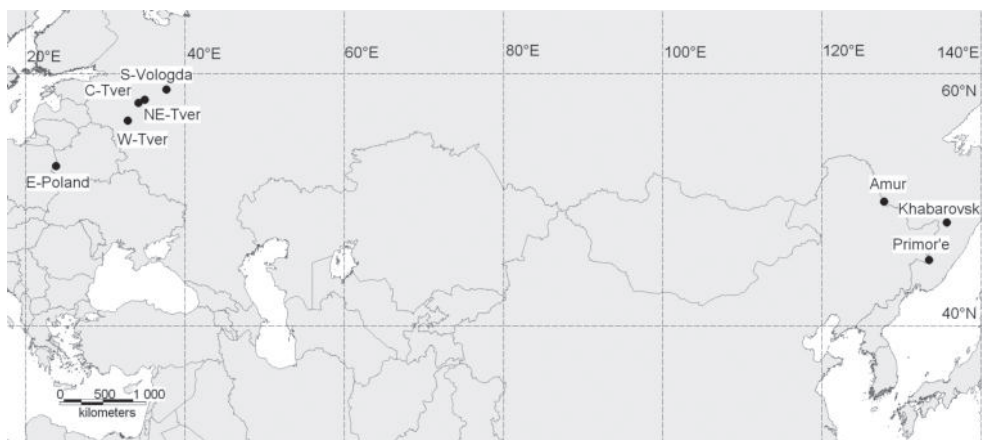 20°E 40°E 60°E 80°E 100°E 120°E 140°E
60°N
S-Vologda
C-Tver
NE-Tver
W-Tver
E-Poland
Amur
Khabarovsk
Primor'e
40°N
0 500 1 000
kilometers